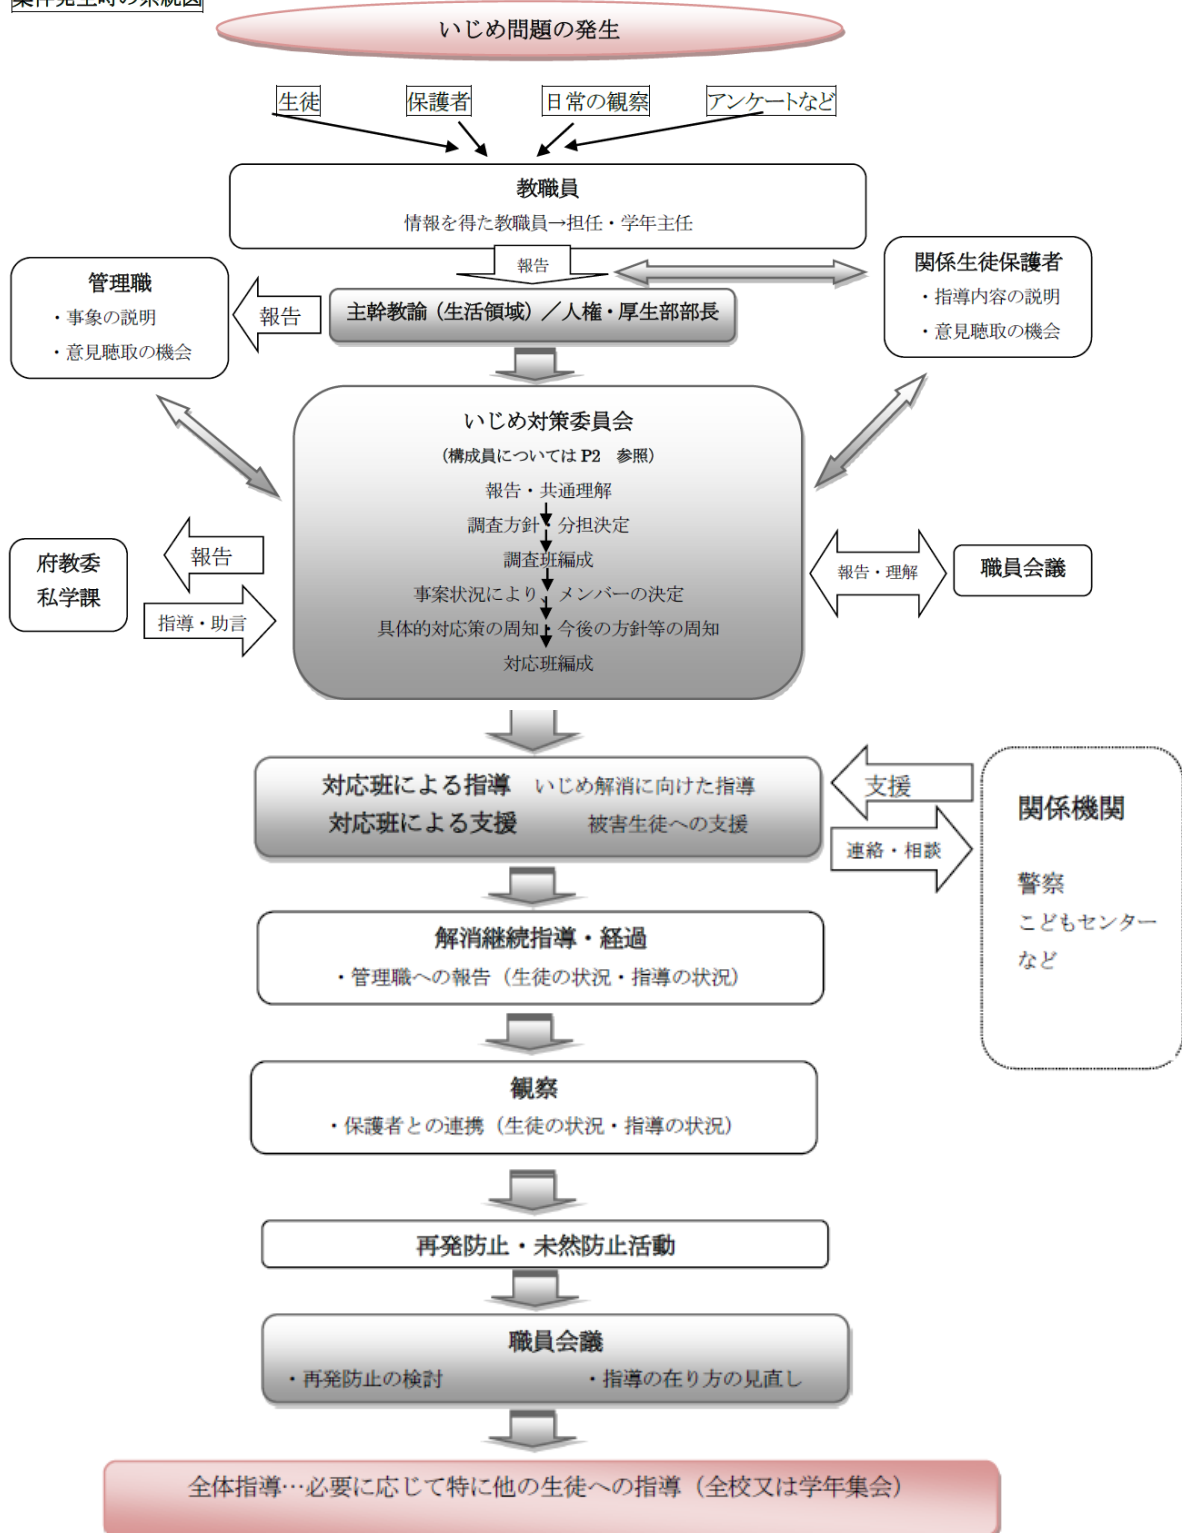 いじめ問題の発生
生徒
保護者
日常の観察
アンケートなど
教職員
情報を得た教職員→担任・学年主任
報告
関係生徒保護者
・指導内容の説明
・意見聴取の機会
管理職
・事象の説明
・意見聴取の機会
報告
主幹教諭（生活領域）／人権・厚生部部長
いじめ対策委員会
（構成員については P2　参照）
報告・共通理解
調査方針・分担決定
調査班編成
事案状況により、メンバーの決定
具体的対応策の周知・今後の方針等の周知
対応班編成
府教委
私学課
報告
指導・助言
報告・理解
職員会議
対応班による指導　いじめ解消に向けた指導
対応班による支援　被害生徒への支援
支援
連絡・相談
関係機関
警察
こどもセンター
など
解消継続指導・経過
・管理職への報告（生徒の状況・指導の状況）
観察
・保護者との連携（生徒の状況・指導の状況）
再発防止・未然防止活動
職員会議
・再発防止の検討　・指導の在り方の見直し
全体指導…必要に応じて特に他の生徒への指導（全校又は学年集会）